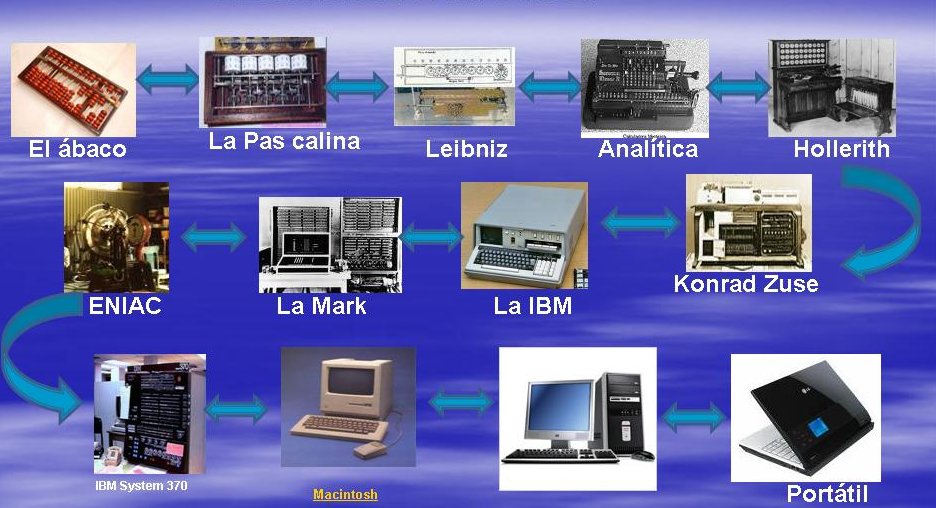 El ábaco
La Pas calina
Leibniz
Analítica
Hollerith
ENIAC
La Mark
La IBM
Konrad Zuse
IBM System 370
Macintosh
Portátil